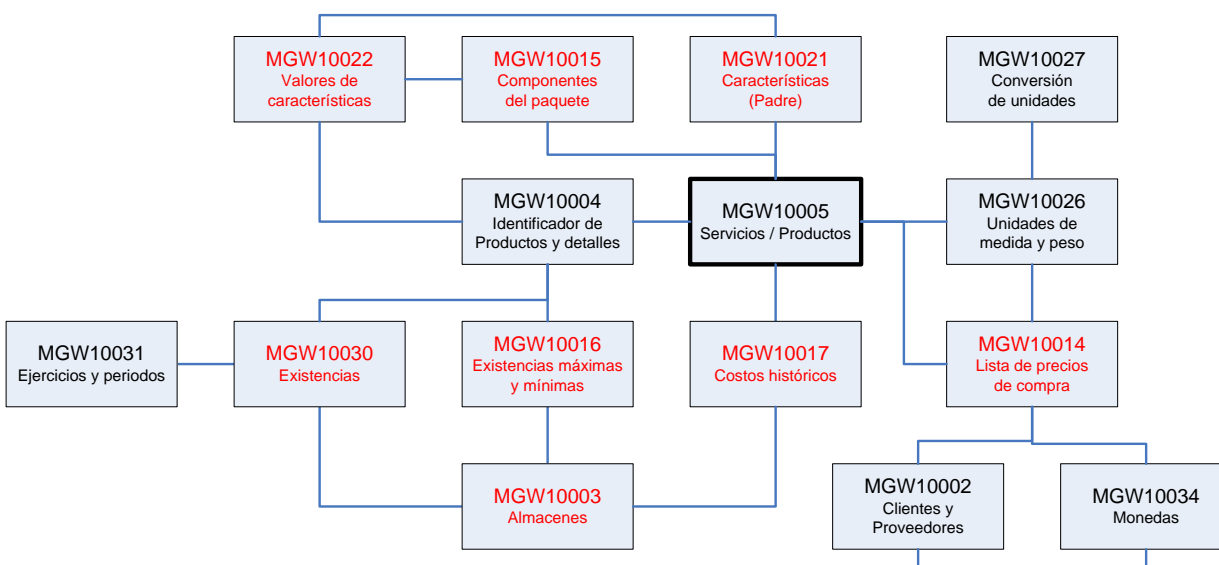 MGW10022
Valores de
características
MGW10015
Componentes
del paquete
MGW10021
Características
(Padre)
MGW10027
Conversión
de unidades
MGW10004
Identificador de
Productos y detalles
MGW10005
Servicios / Productos
MGW10026
Unidades de
medida y peso
MGW10031
Ejercicios y periodos
MGW10030
Existencias
MGW10016
Existencias máximas
y mínimas
MGW10017
Costos históricos
MGW10014
Lista de precios
de compra
MGW10003
Almacenes
MGW10002
Clientes y
Proveedores
MGW10034
Monedas